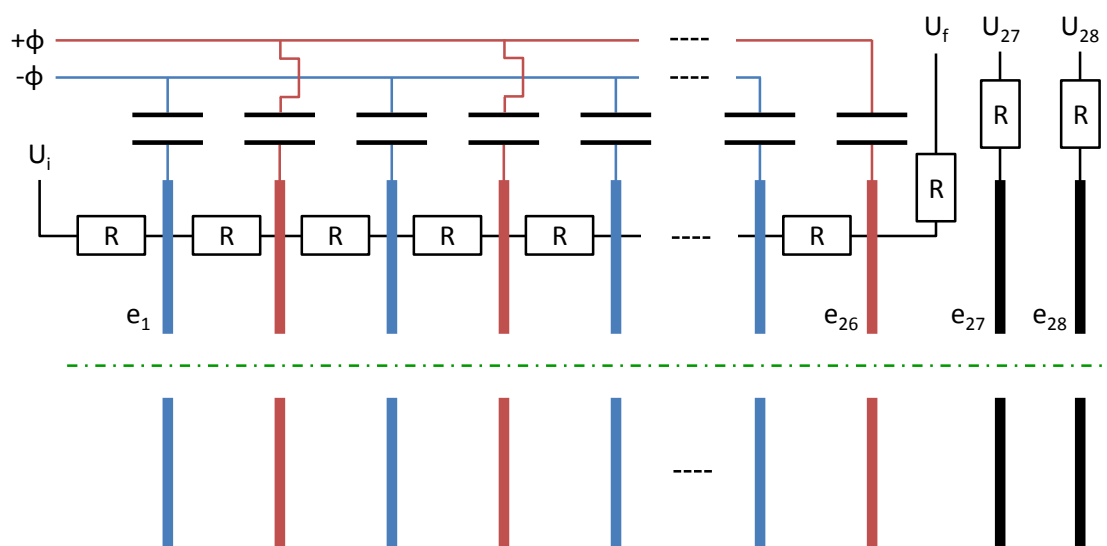 +ϕ
-ϕ
----
----
U_f U_27 U_28
U_i
R R R
R R R R R ---- R
e_1 e_26 e_27 e_28
----